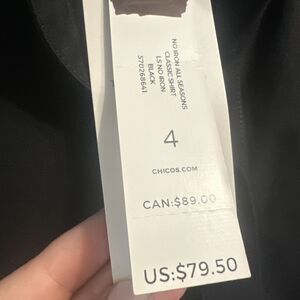 NO IRON ALL SEASONS
CLASSIC SHIRT
LS NO IRON
BLACK
570268641
4
CHICOS.COM
CAN:$89.00
US:$79.50